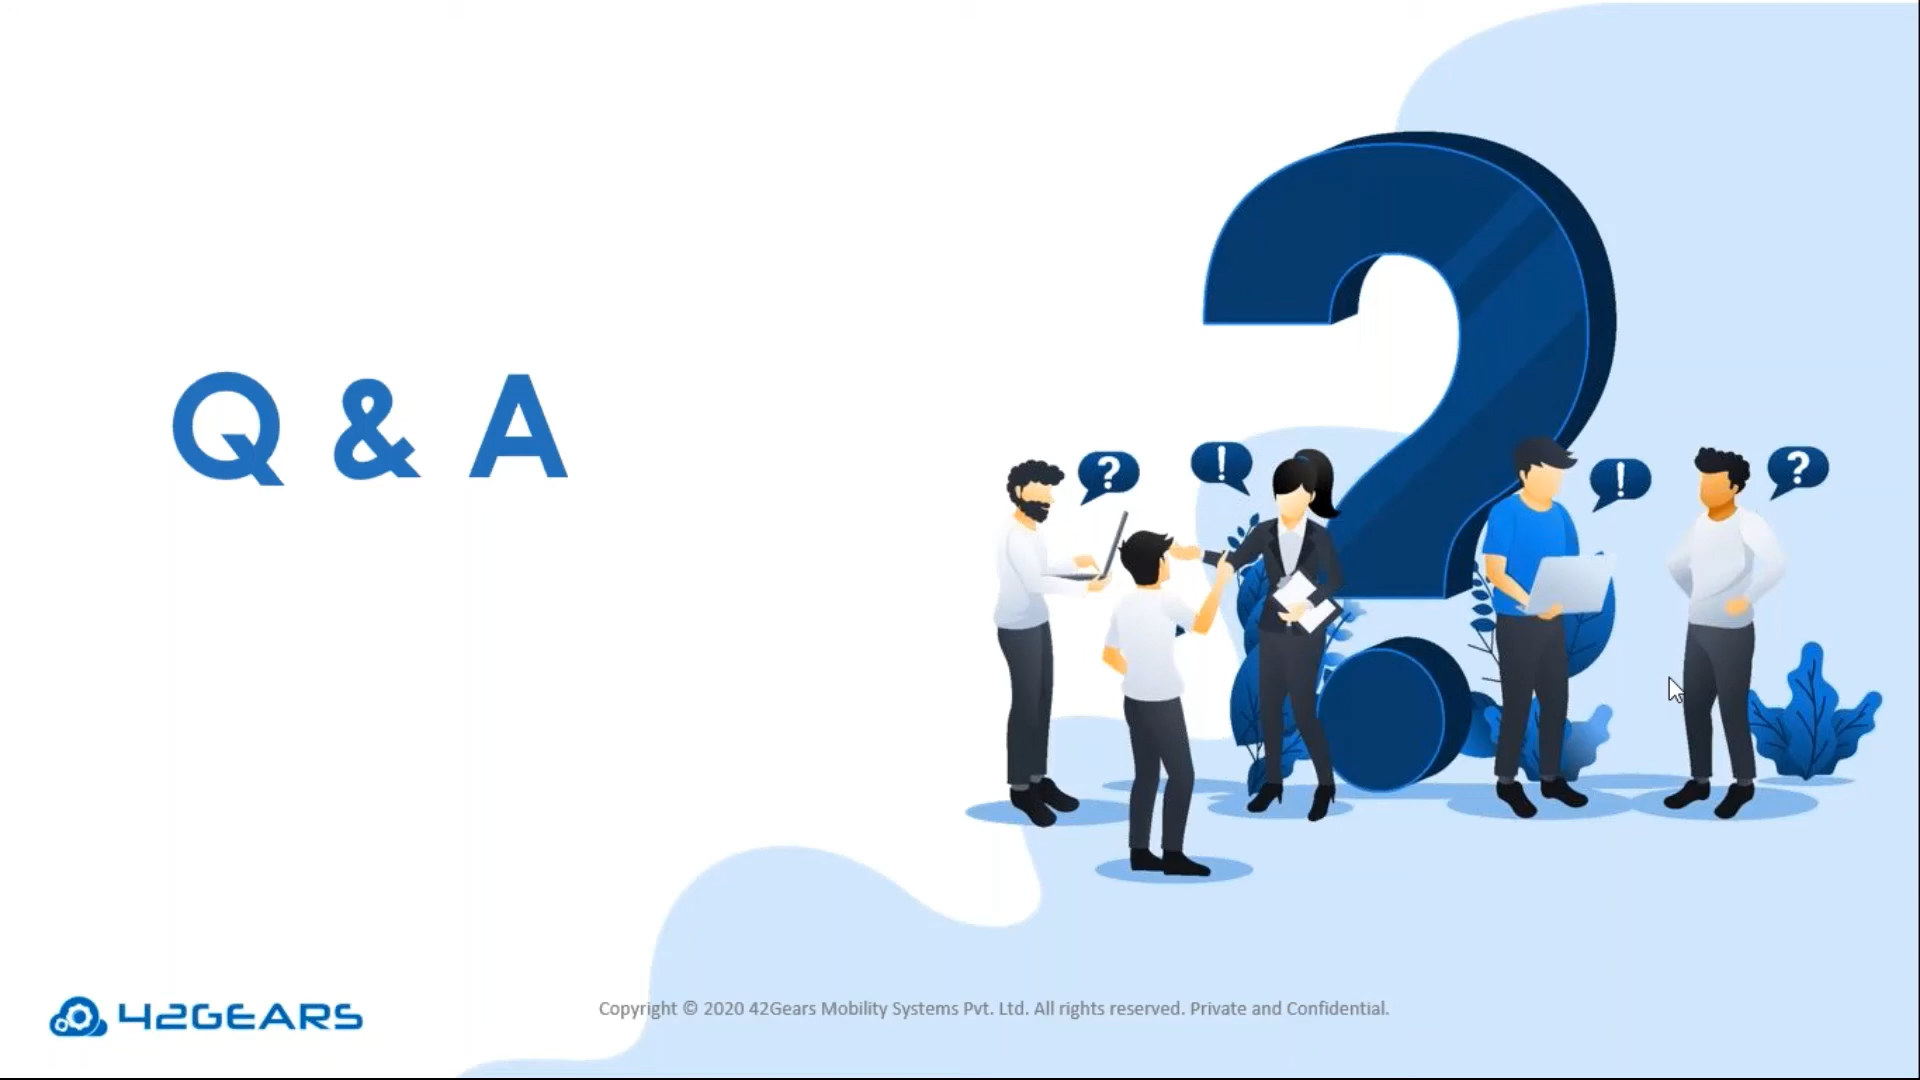 Q & A
?
!
!
?
42GEARS
Copyright © 2020 42Gears Mobility Systems Pvt. Ltd. All rights reserved. Private and Confidential.